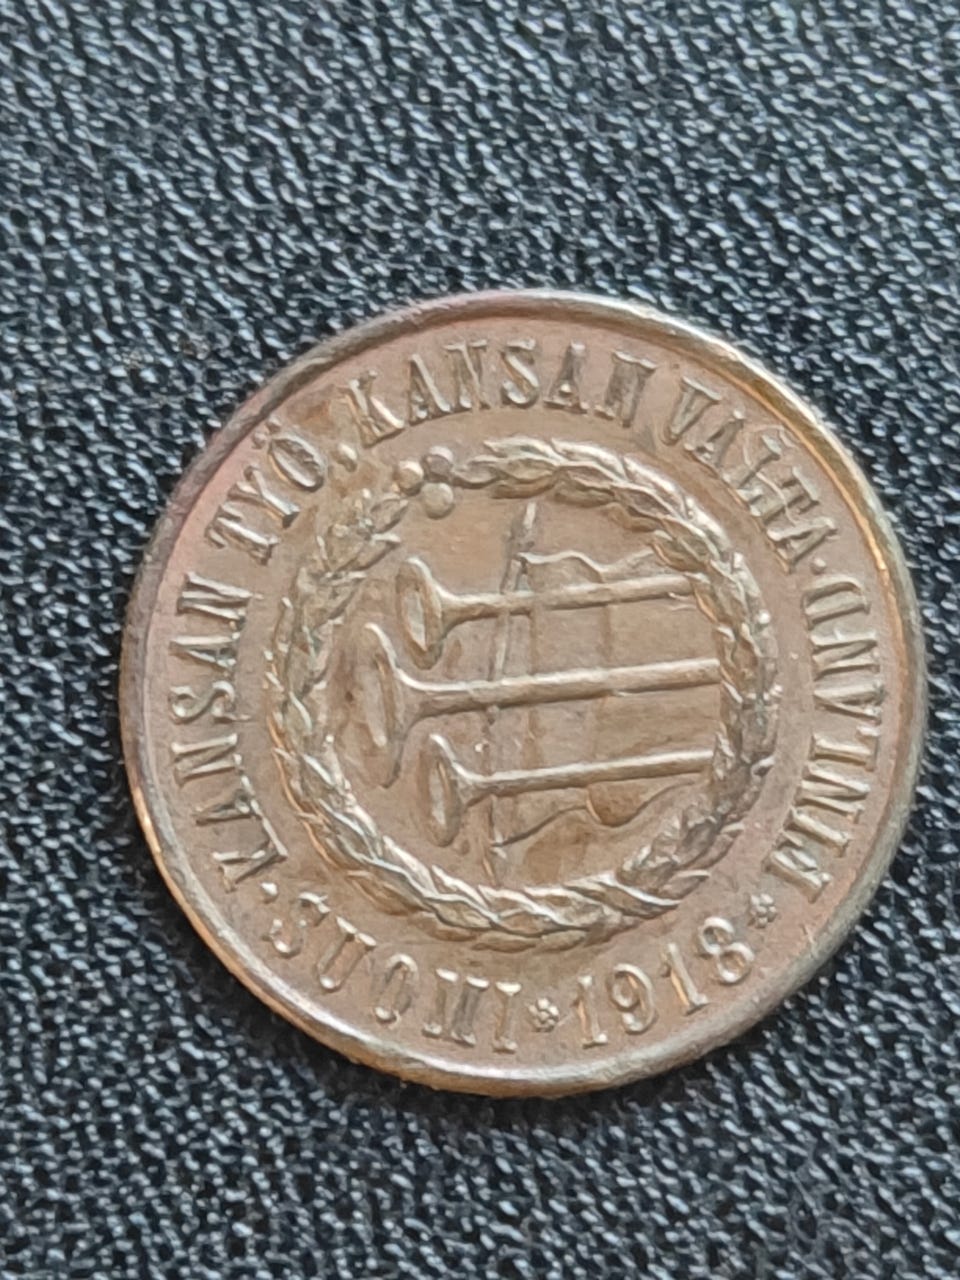 KANSAN TYÖ, KANSAN VALTA
SUOMI * 1918 * FINLAND